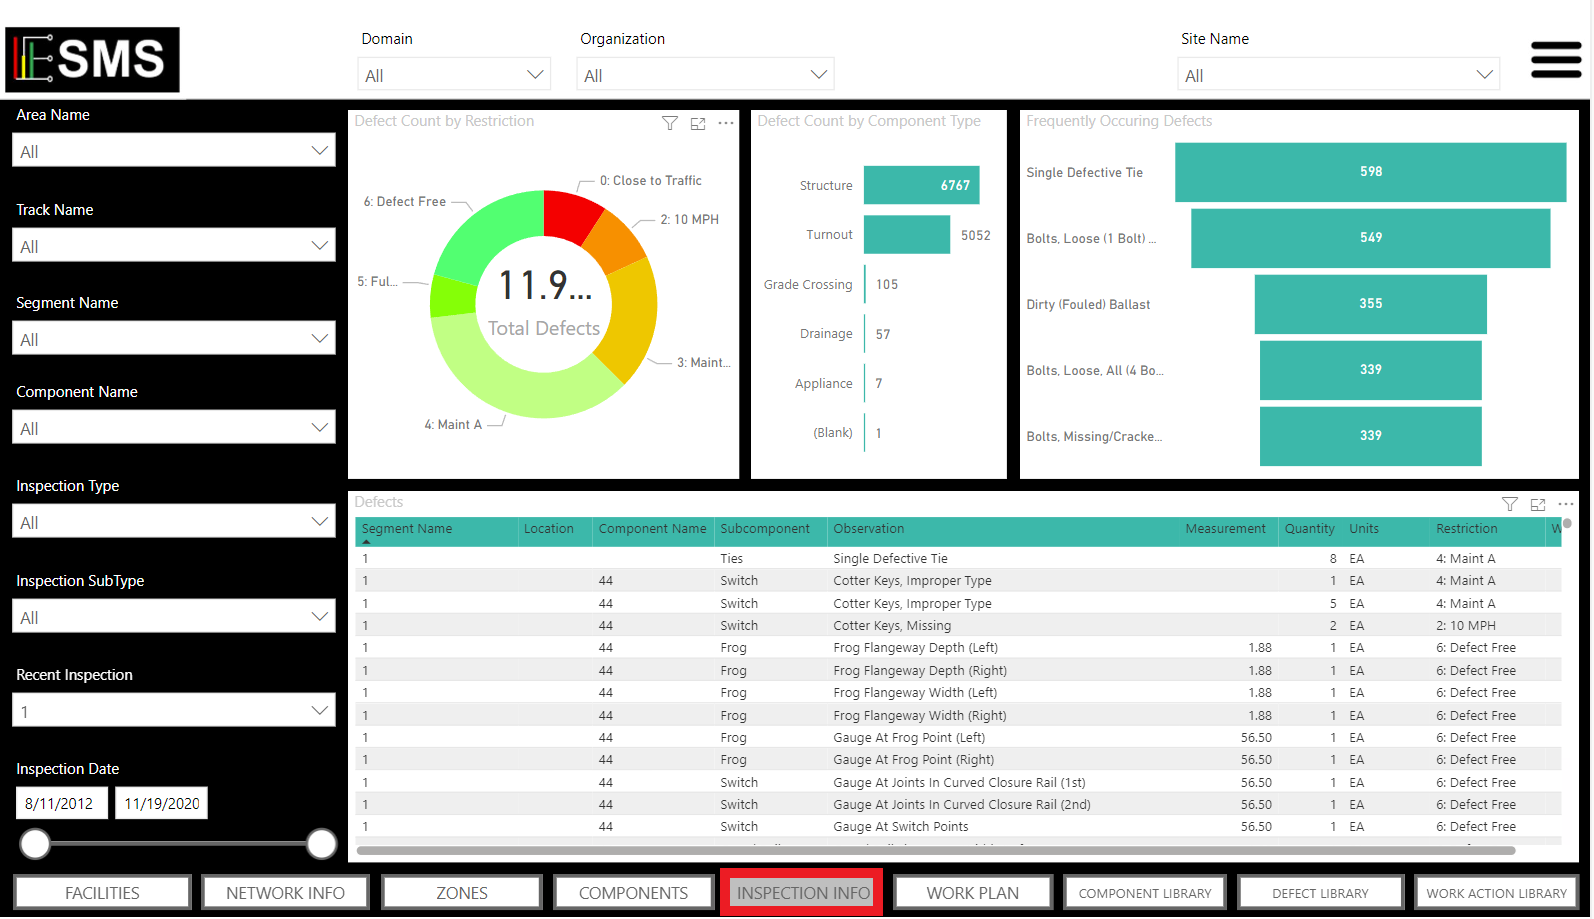 ESMS
Domain
All
Organization
All
Site Name
All
Area Name
All
Track Name
All
Segment Name
All
Component Name
All
Inspection Type
All
Inspection SubType
All
Recent Inspection
1
Inspection Date
8/11/2012 11/19/2020
Defect Count by Restriction
0: Close to Traffic
6: Defect Free
2: 10 MPH
5: Ful...
11.9...
Total Defects
3: Maint...
4: Maint A
Defect Count by Component Type
Structure 6767
Turnout 5052
Grade Crossing 105
Drainage 57
Appliance 7
(Blank) 1
Frequently Occuring Defects
Single Defective Tie 598
Bolts, Loose (1 Bolt) ... 549
Dirty (Fouled) Ballast 355
Bolts, Loose, All (4 Bo... 339
Bolts, Missing/Cracke... 339
Defects
Segment Name Location Component Name Subcomponent Observation Measurement Quantity Units Restriction W
1 Ties Single Defective Tie 8 EA 4: Maint A
1 44 Switch Cotter Keys, Improper Type 1 EA 4: Maint A
1 44 Switch Cotter Keys, Improper Type 5 EA 4: Maint A
1 44 Switch Cotter Keys, Missing 2 EA 2: 10 MPH
1 44 Frog Frog Flangeway Depth (Left) 1.88 1 EA 6: Defect Free
1 44 Frog Frog Flangeway Depth (Right) 1.88 1 EA 6: Defect Free
1 44 Frog Frog Flangeway Width (Left) 1.88 1 EA 6: Defect Free
1 44 Frog Frog Flangeway Width (Right) 1.88 1 EA 6: Defect Free
1 44 Frog Gauge At Frog Point (Left) 56.50 1 EA 6: Defect Free
1 44 Frog Gauge At Frog Point (Right) 56.50 1 EA 6: Defect Free
1 44 Switch Gauge At Joints In Curved Closure Rail (1st) 56.50 1 EA 6: Defect Free
1 44 Switch Gauge At Joints In Curved Closure Rail (2nd) 56.50 1 EA 6: Defect Free
1 44 Switch Gauge At Switch Points 56.50 1 EA 6: Defect Free
FACILITIES NETWORK INFO ZONES COMPONENTS INSPECTION INFO WORK PLAN COMPONENT LIBRARY DEFECT LIBRARY WORK ACTION LIBRARY